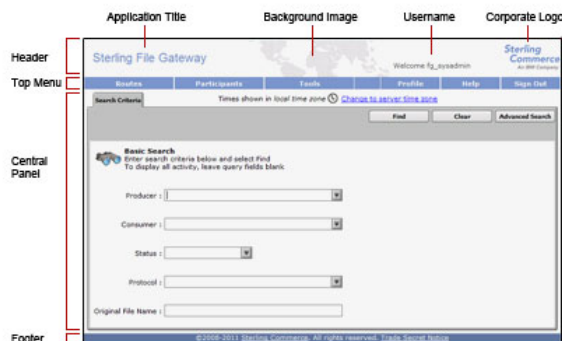 Application Title Background Image Username Corporate Logo
Header
Sterling File Gateway
Welcome fg_sysadmin
Sterling
Commerce
An IBM Company
Top Menu
Routes Participants Tools Profile Help Sign Out
Search Criteria
Times shown in local time zone Change to server time zone
Find Clear Advanced Search
Central
Panel
Basic Search
Enter search criteria below and select Find
To display all activity, leave query fields blank
Producer :
Consumer :
Status :
Protocol :
Original File Name :
Footer
©2008-2011 Sterling Commerce. All rights reserved. Trade Secret Notice